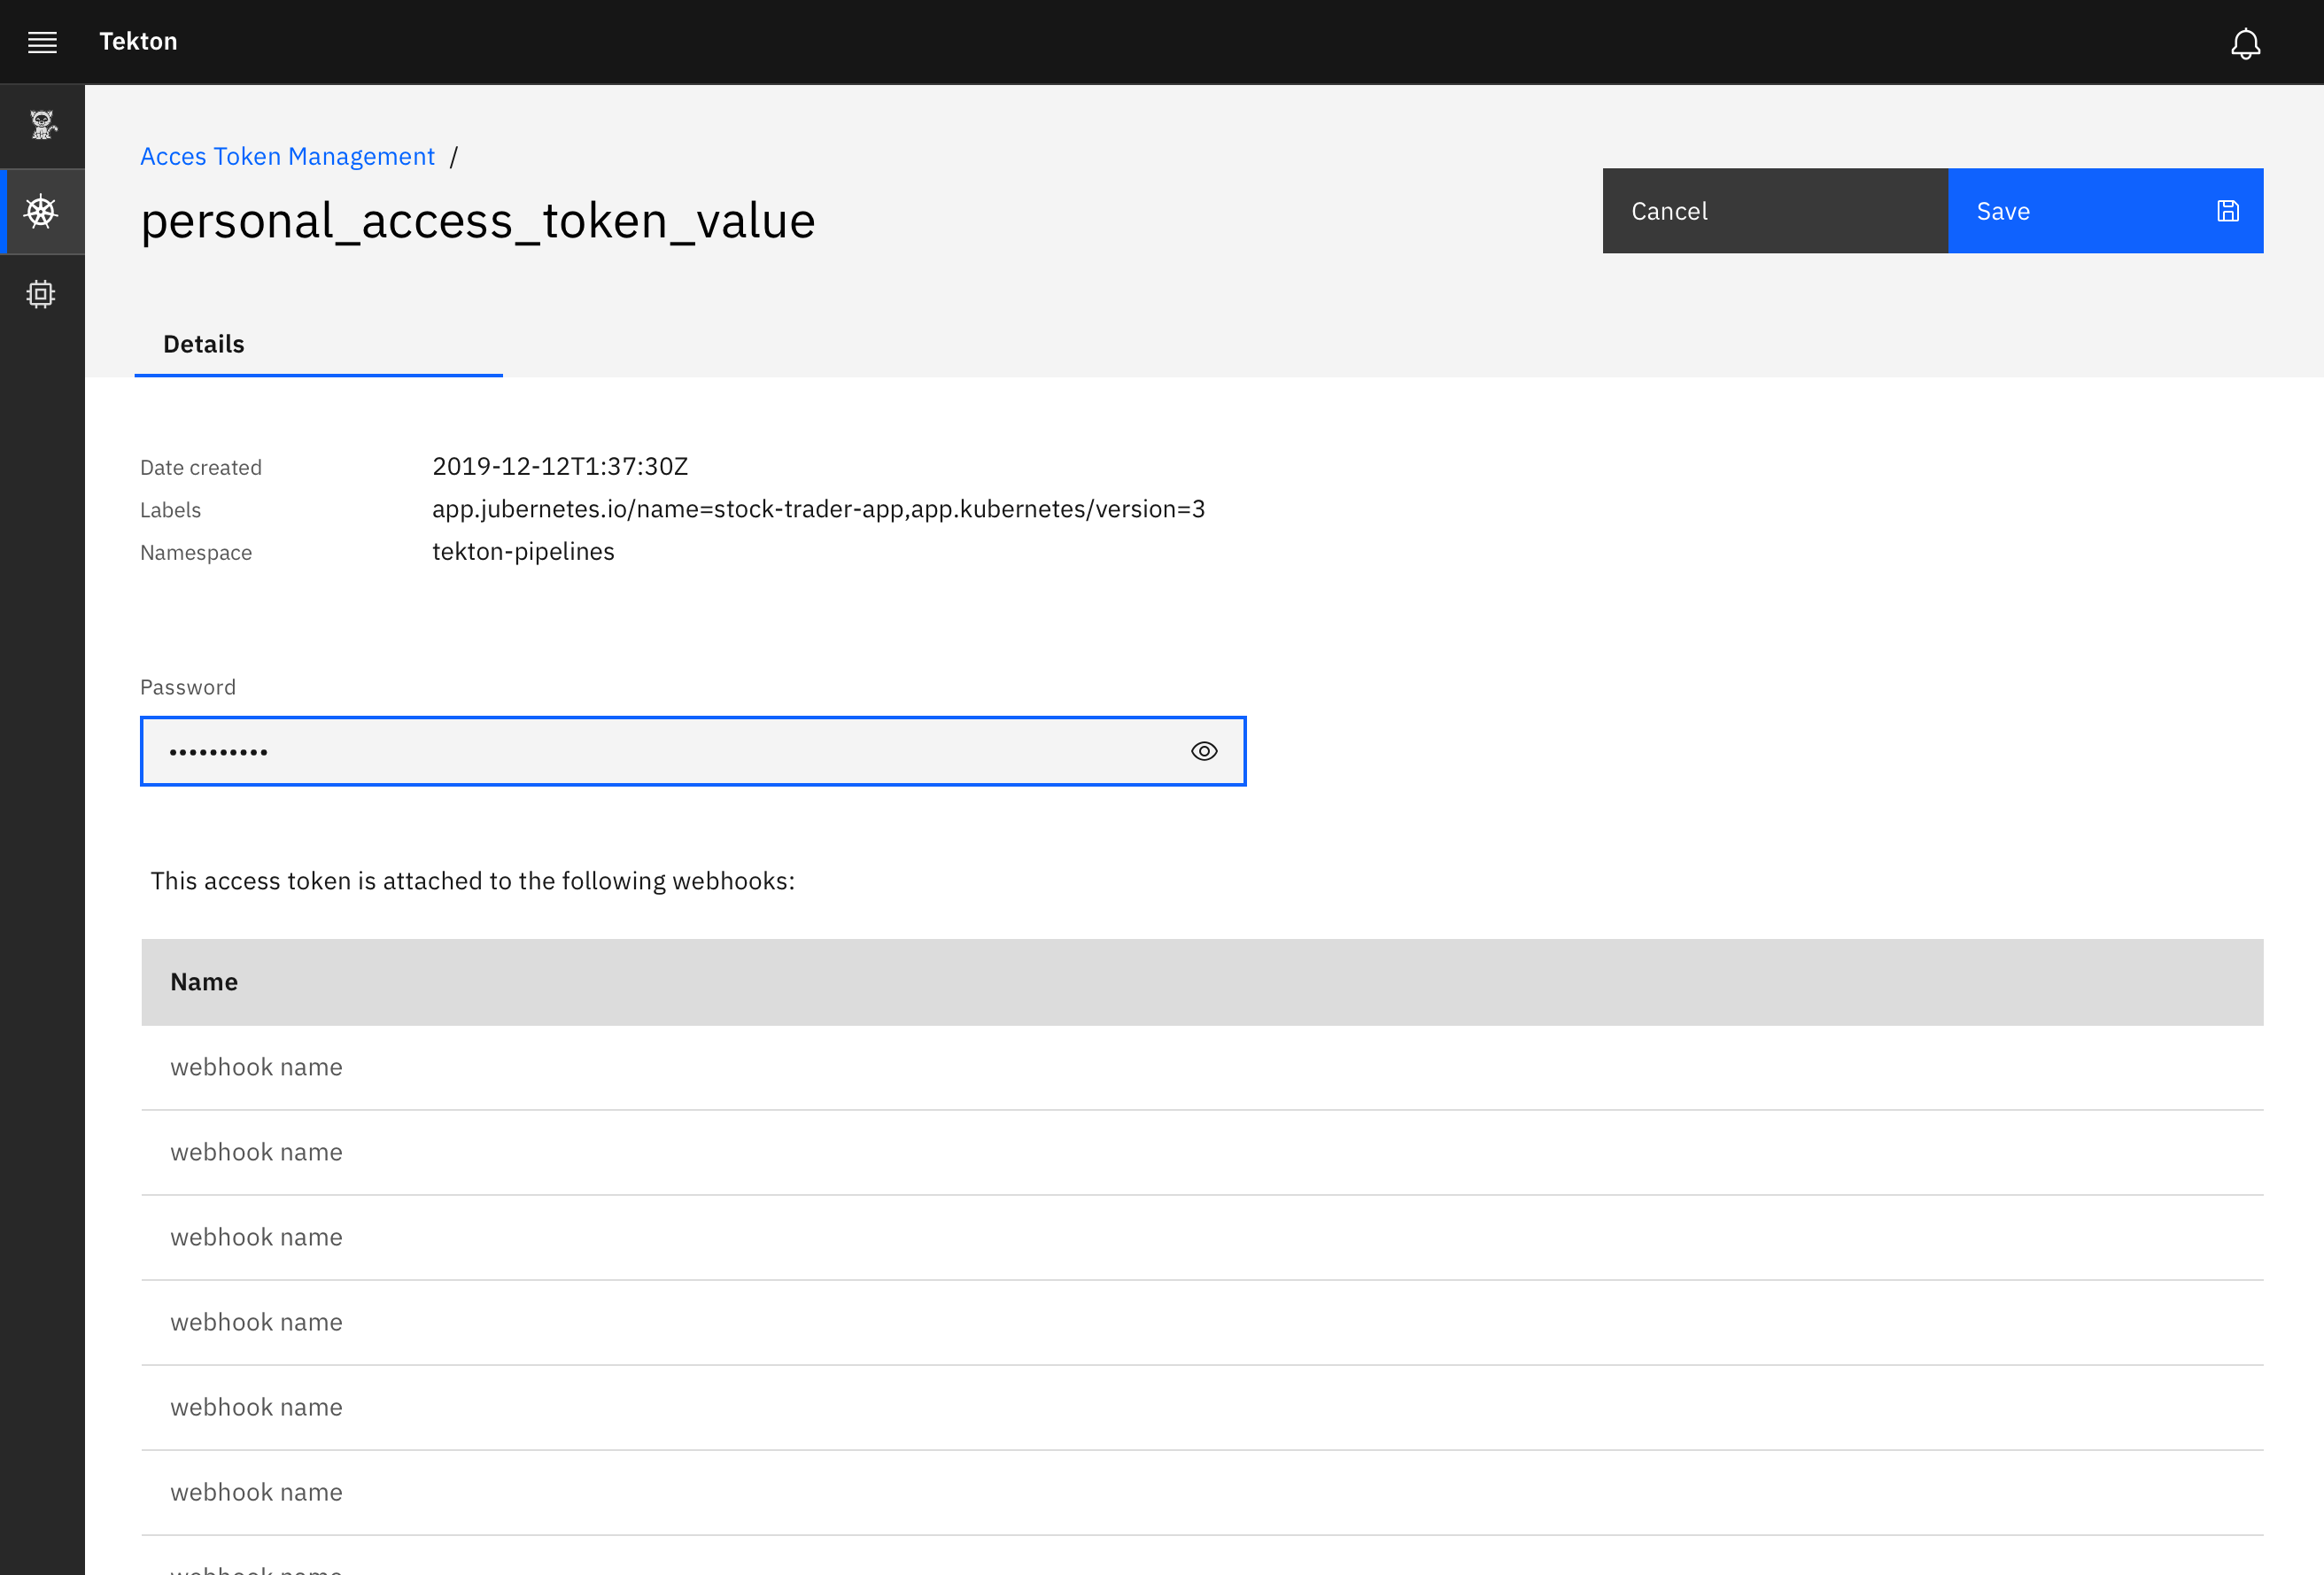 Tekton
Acces Token Management /
personal_access_token_value
Cancel
Save
Details
Date created 2019-12-12T1:37:30Z
Labels app.jubernetes.io/name=stock-trader-app,app.kubernetes/version=3
Namespace tekton-pipelines
Password
••••••••••
This access token is attached to the following webhooks:
Name
webhook name
webhook name
webhook name
webhook name
webhook name
webhook name